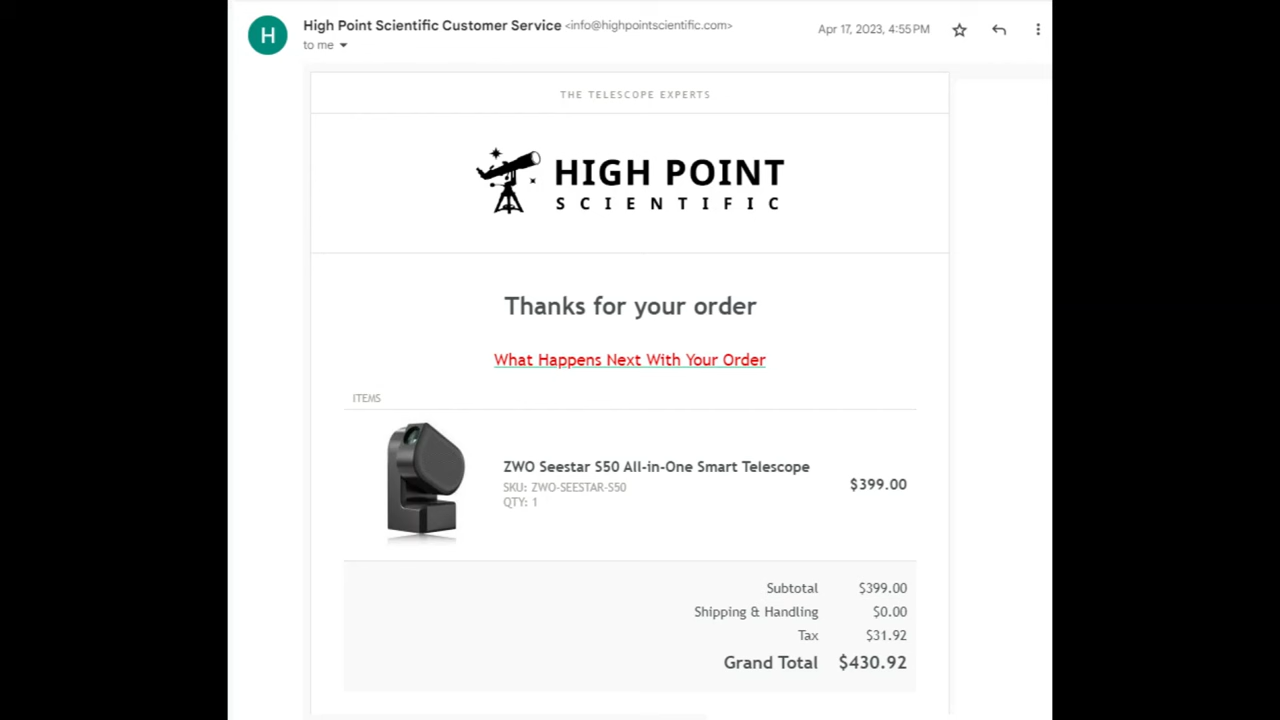 H
High Point Scientific Customer Service <info@highpointscientific.com>
Apr 17, 2023, 4:55 PM
to me
THE TELESCOPE EXPERTS
HIGH POINT
SCIENTIFIC
Thanks for your order
What Happens Next With Your Order
ITEMS
ZWO Seestar S50 All-in-One Smart Telescope
SKU: ZWO-SEESTAR-S50
QTY: 1
$399.00
Subtotal $399.00
Shipping & Handling $0.00
Tax $31.92
Grand Total $430.92